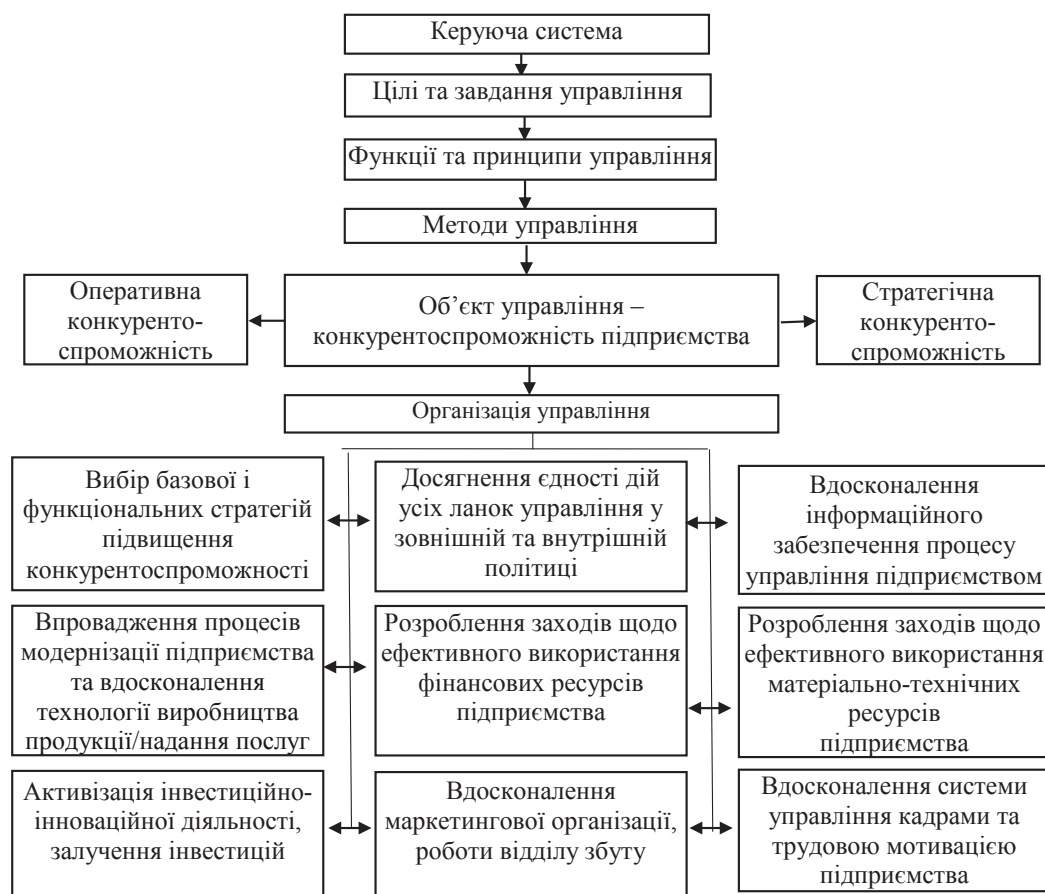 Керуюча система
Цілі та завдання управління
Функції та принципи управління
Методи управління
Оперативна
конкуренто-
спроможність
Об’єкт управління –
конкурентоспроможність підприємства
Стратегічна
конкуренто-
спроможність
Організація управління
Вибір базової і
функціональних стратегій
підвищення
конкурентоспроможності
Досягнення єдності дій
усіх ланок управління у
зовнішній та внутрішній
політиці
Вдосконалення
інформаційного
забезпечення процесу
управління підприємством
Впровадження процесів
модернізації підприємства
та вдосконалення
технології виробництва
продукції/надання послуг
Розроблення заходів щодо
ефективного використання
фінансових ресурсів
підприємства
Розроблення заходів щодо
ефективного використання
матеріально-технічних
ресурсів
підприємства
Активізація інвестиційно-
інноваційної діяльності,
залучення інвестицій
Вдосконалення
маркетингової організації,
роботи відділу збуту
Вдосконалення системи
управління кадрами та
трудовою мотивацією
підприємства